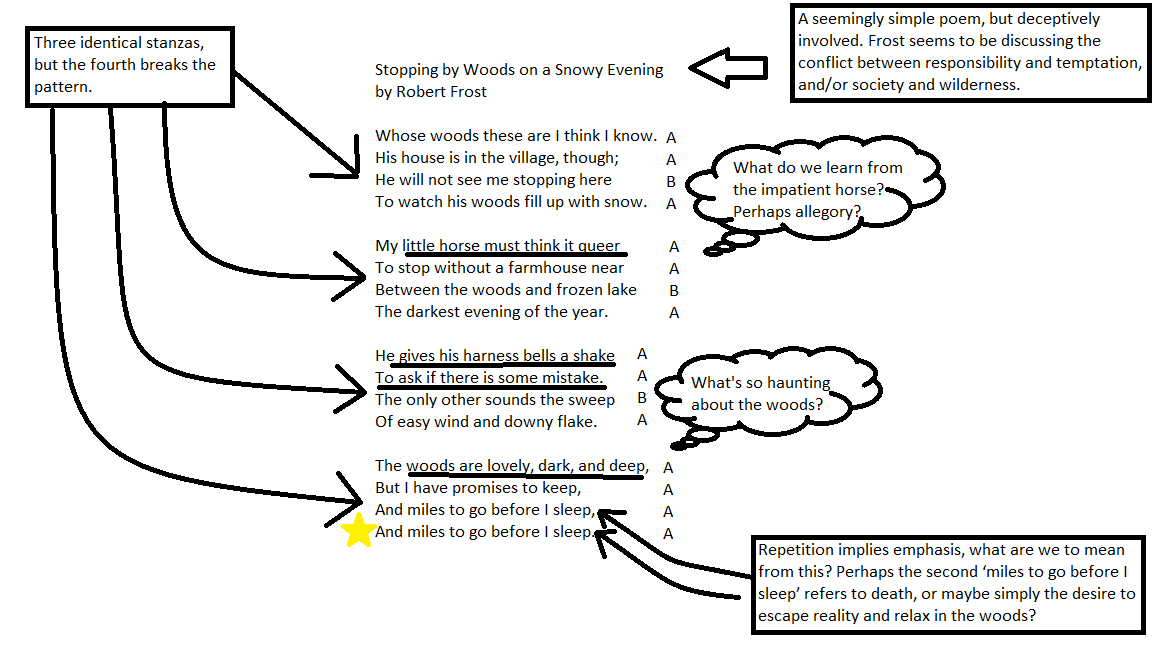 Three identical stanzas,
but the fourth breaks the
pattern.
A seemingly simple poem, but deceptively
involved. Frost seems to be discussing the
conflict between responsibility and temptation,
and/or society and wilderness.
Stopping by Woods on a Snowy Evening
by Robert Frost
Whose woods these are I think I know. A
His house is in the village, though; A
He will not see me stopping here B
To watch his woods fill up with snow. A
What do we learn from
the impatient horse?
Perhaps allegory?
My little horse must think it queer A
To stop without a farmhouse near A
Between the woods and frozen lake B
The darkest evening of the year. A
He gives his harness bells a shake A
To ask if there is some mistake. A
The only other sounds the sweep B
Of easy wind and downy flake. A
What's so haunting
about the woods?
The woods are lovely, dark, and deep, A
But I have promises to keep, A
And miles to go before I sleep, A
And miles to go before I sleep. A
Repetition implies emphasis, what are we to mean
from this? Perhaps the second ‘miles to go before I
sleep’ refers to death, or maybe simply the desire to
escape reality and relax in the woods?